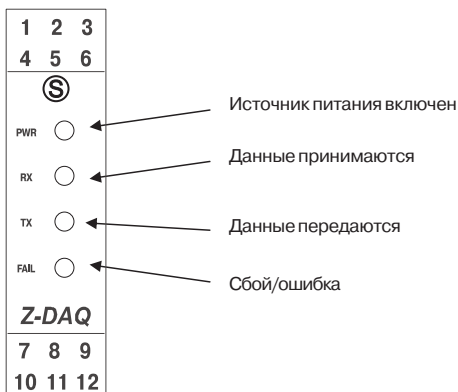 1 2 3
4 5 6
S
PWR
Источник питания включен
RX
Данные принимаются
TX
Данные передаются
FAIL
Сбой/ошибка
Z-DAQ
7 8 9
10 11 12